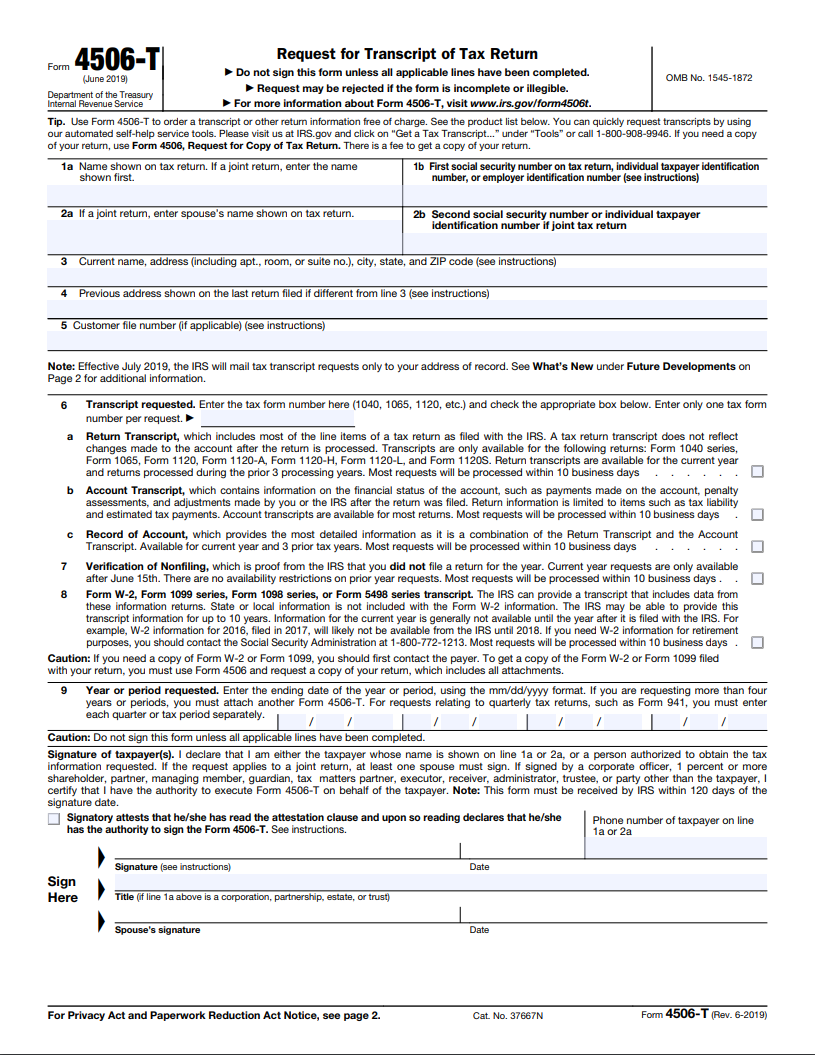 Form 4506-T
(June 2019)
Department of the Treasury
Internal Revenue Service
Request for Transcript of Tax Return
▶ Do not sign this form unless all applicable lines have been completed.
▶ Request may be rejected if the form is incomplete or illegible.
▶ For more information about Form 4506-T, visit www.irs.gov/form4506t.
OMB No. 1545-1872
Tip. Use Form 4506-T to order a transcript or other return information free of charge. See the product list below. You can quickly request transcripts by using
our automated self-help service tools. Please visit us at IRS.gov and click on “Get a Tax Transcript...” under “Tools” or call 1-800-908-9946. If you need a copy
of your return, use Form 4506, Request for Copy of Tax Return. There is a fee to get a copy of your return.
1a Name shown on tax return. If a joint return, enter the name
shown first.
1b First social security number on tax return, individual taxpayer identification
number, or employer identification number (see instructions)
2a If a joint return, enter spouse’s name shown on tax return.
2b Second social security number or individual taxpayer
identification number if joint tax return
3 Current name, address (including apt., room, or suite no.), city, state, and ZIP code (see instructions)
4 Previous address shown on the last return filed if different from line 3 (see instructions)
5 Customer file number (if applicable) (see instructions)
Note: Effective July 2019, the IRS will mail tax transcript requests only to your address of record. See What’s New under Future Developments on
Page 2 for additional information.
6 Transcript requested. Enter the tax form number here (1040, 1065, 1120, etc.) and check the appropriate box below. Enter only one tax form
number per request. ▶
a Return Transcript, which includes most of the line items of a tax return as filed with the IRS. A tax return transcript does not reflect
changes made to the account after the return is processed. Transcripts are only available for the following returns: Form 1040 series,
Form 1065, Form 1120, Form 1120-A, Form 1120-H, Form 1120-L, and Form 1120S. Return transcripts are available for the current year
and returns processed during the prior 3 processing years. Most requests will be processed within 10 business days . . . . . .
b Account Transcript, which contains information on the financial status of the account, such as payments made on the account, penalty
assessments, and adjustments made by you or the IRS after the return was filed. Return information is limited to items such as tax liability
and estimated tax payments. Account transcripts are available for most returns. Most requests will be processed within 10 business days .
c Record of Account, which provides the most detailed information as it is a combination of the Return Transcript and the Account
Transcript. Available for current year and 3 prior tax years. Most requests will be processed within 10 business days . . . . . .
7 Verification of Nonfiling, which is proof from the IRS that you did not file a return for the year. Current year requests are only available
after June 15th. There are no availability restrictions on prior year requests. Most requests will be processed within 10 business days . .
8 Form W-2, Form 1099 series, Form 1098 series, or Form 5498 series transcript. The IRS can provide a transcript that includes data from
these information returns. State or local information is not included with the Form W-2 information. The IRS may be able to provide this
transcript information for up to 10 years. Information for the current year is generally not available until the year after it is filed with the IRS. For
example, W-2 information for 2016, filed in 2017, will likely not be available from the IRS until 2018. If you need W-2 information for retirement
purposes, you should contact the Social Security Administration at 1-800-772-1213. Most requests will be processed within 10 business days .
Caution: If you need a copy of Form W-2 or Form 1099, you should first contact the payer. To get a copy of the Form W-2 or Form 1099 filed
with your return, you must use Form 4506 and request a copy of your return, which includes all attachments.
9 Year or period requested. Enter the ending date of the year or period, using the mm/dd/yyyy format. If you are requesting more than four
years or periods, you must attach another Form 4506-T. For requests relating to quarterly tax returns, such as Form 941, you must enter
each quarter or tax period separately. / / / / / / / /
Caution: Do not sign this form unless all applicable lines have been completed.
Signature of taxpayer(s). I declare that I am either the taxpayer whose name is shown on line 1a or 2a, or a person authorized to obtain the tax
information requested. If the request applies to a joint return, at least one spouse must sign. If signed by a corporate officer, 1 percent or more
shareholder, partner, managing member, guardian, tax matters partner, executor, receiver, administrator, trustee, or party other than the taxpayer, I
certify that I have the authority to execute Form 4506-T on behalf of the taxpayer. Note: This form must be received by IRS within 120 days of the
signature date.
Signatory attests that he/she has read the attestation clause and upon so reading declares that he/she
has the authority to sign the Form 4506-T. See instructions.
Phone number of taxpayer on line
1a or 2a
Sign
Here
Signature (see instructions)
Date
Title (if line 1a above is a corporation, partnership, estate, or trust)
Spouse’s signature
Date
For Privacy Act and Paperwork Reduction Act Notice, see page 2.
Cat. No. 37667N
Form 4506-T (Rev. 6-2019)